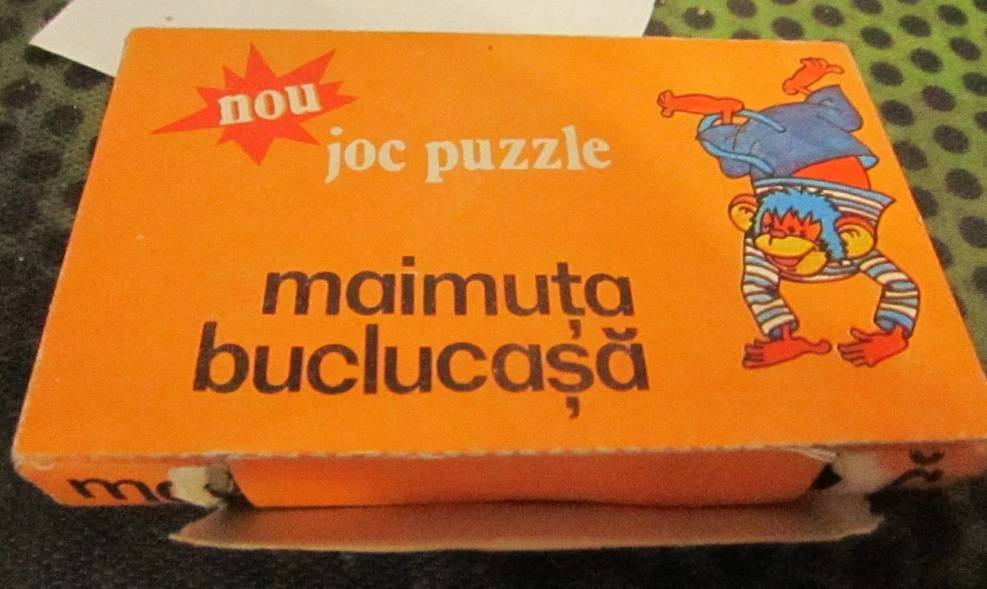 nou
joc puzzle
maimuța
buclucașă